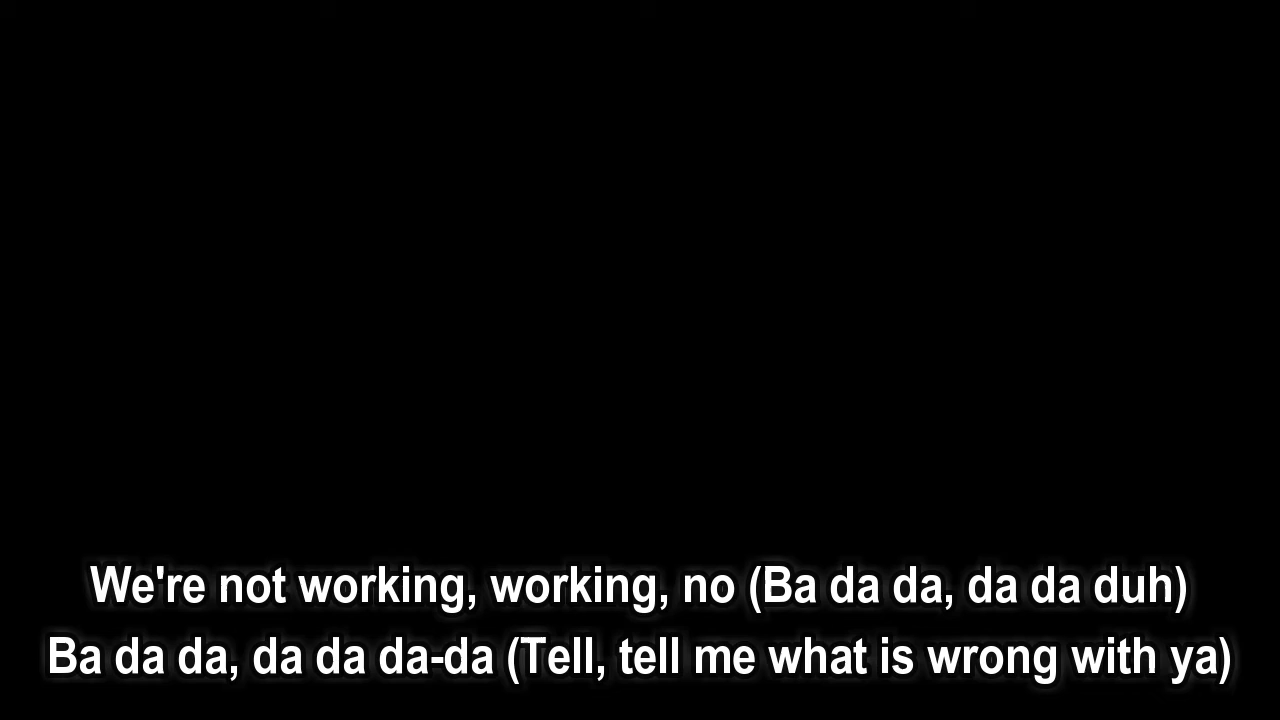 We're not working, working, no (Ba da da, da da duh)
Ba da da, da da da-da (Tell, tell me what is wrong with ya)